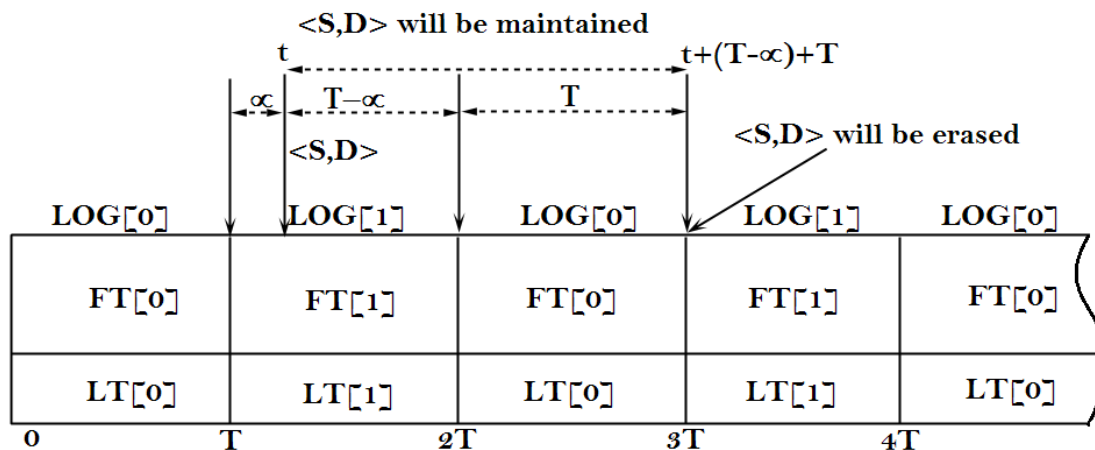 <S,D> will be maintained
t t+(T-∝)+T
∝ T–∝ T
<S,D> <S,D> will be erased
LOG[0] LOG[1] LOG[0] LOG[1] LOG[0]
FT[0] FT[1] FT[0] FT[1] FT[0]
LT[0] LT[1] LT[0] LT[1] LT[0]
0 T 2T 3T 4T